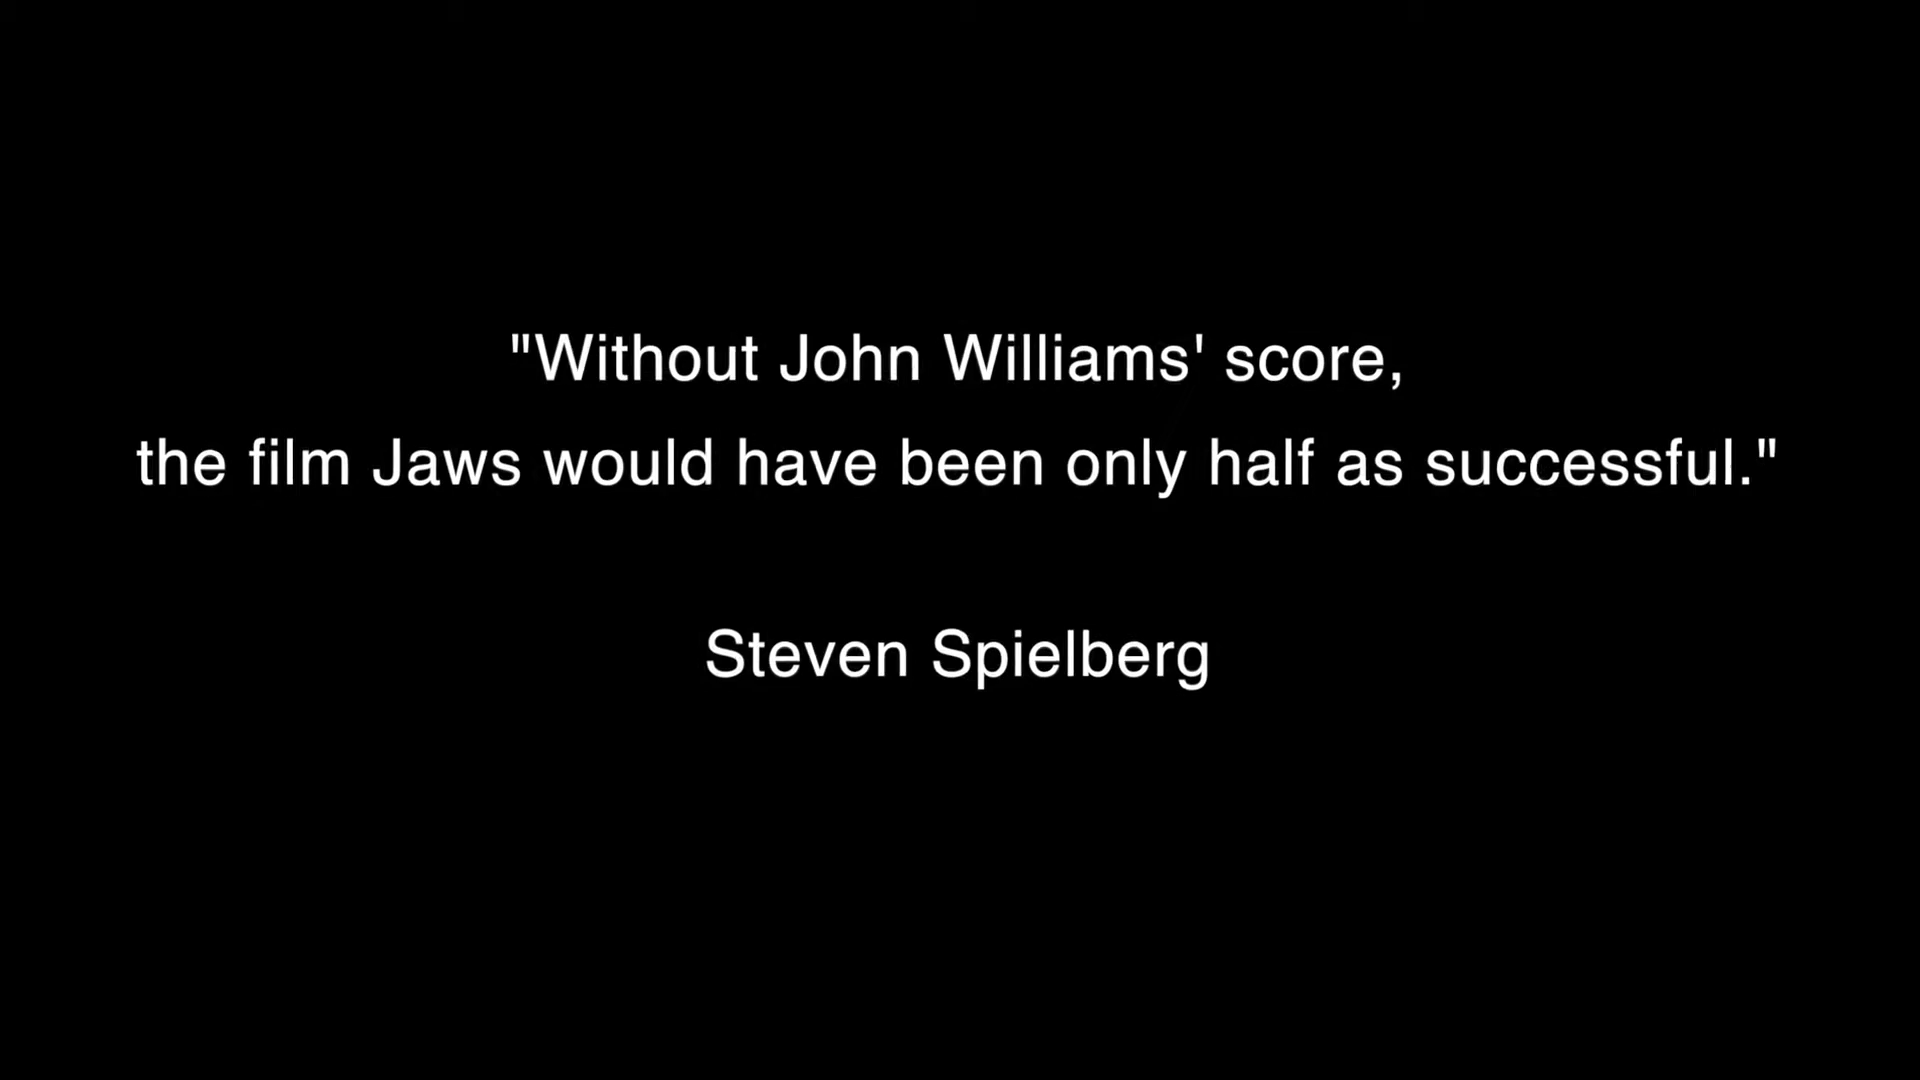 "Without John Williams' score,
the film Jaws would have been only half as successful."
Steven Spielberg